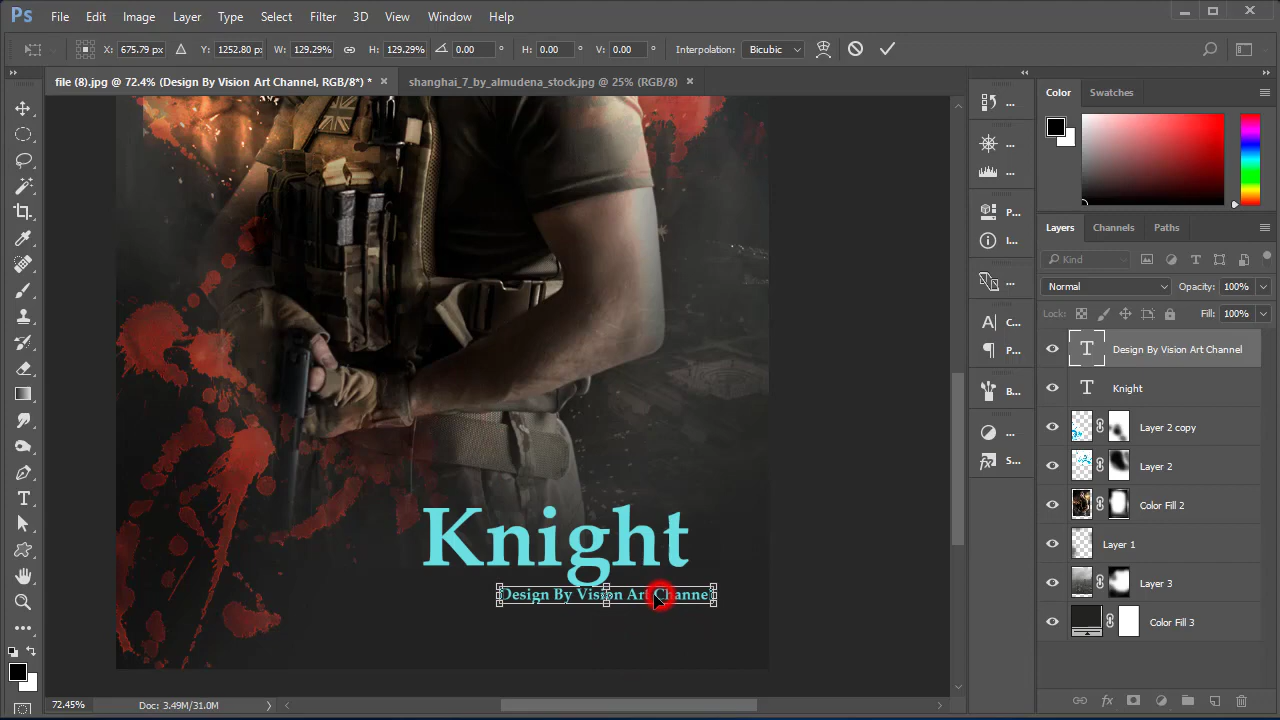 Ps File Edit Image Layer Type Select Filter 3D View Window Help
X: 675.79 px Y: 1252.80 px W: 129.29% H: 129.29% 0.00 ° H: 0.00 ° V: 0.00 ° Interpolation: Bicubic
file (8).jpg @ 72.4% (Design By Vision Art Channel, RGB/8*) * × shanghai_7_by_almudena_stock.jpg @ 25% (RGB/8) ×
Color Swatches
P...
I...
C...
P...
B...
S...
Layers Channels Paths
Kind
Normal Opacity: 100%
Lock: Fill: 100%
Design By Vision Art Channel
Knight
Layer 2 copy
Layer 2
Color Fill 2
Layer 1
Layer 3
Color Fill 3
Knight
Design By Vision Art Channel
72.45% Doc: 3.49M/31.0M